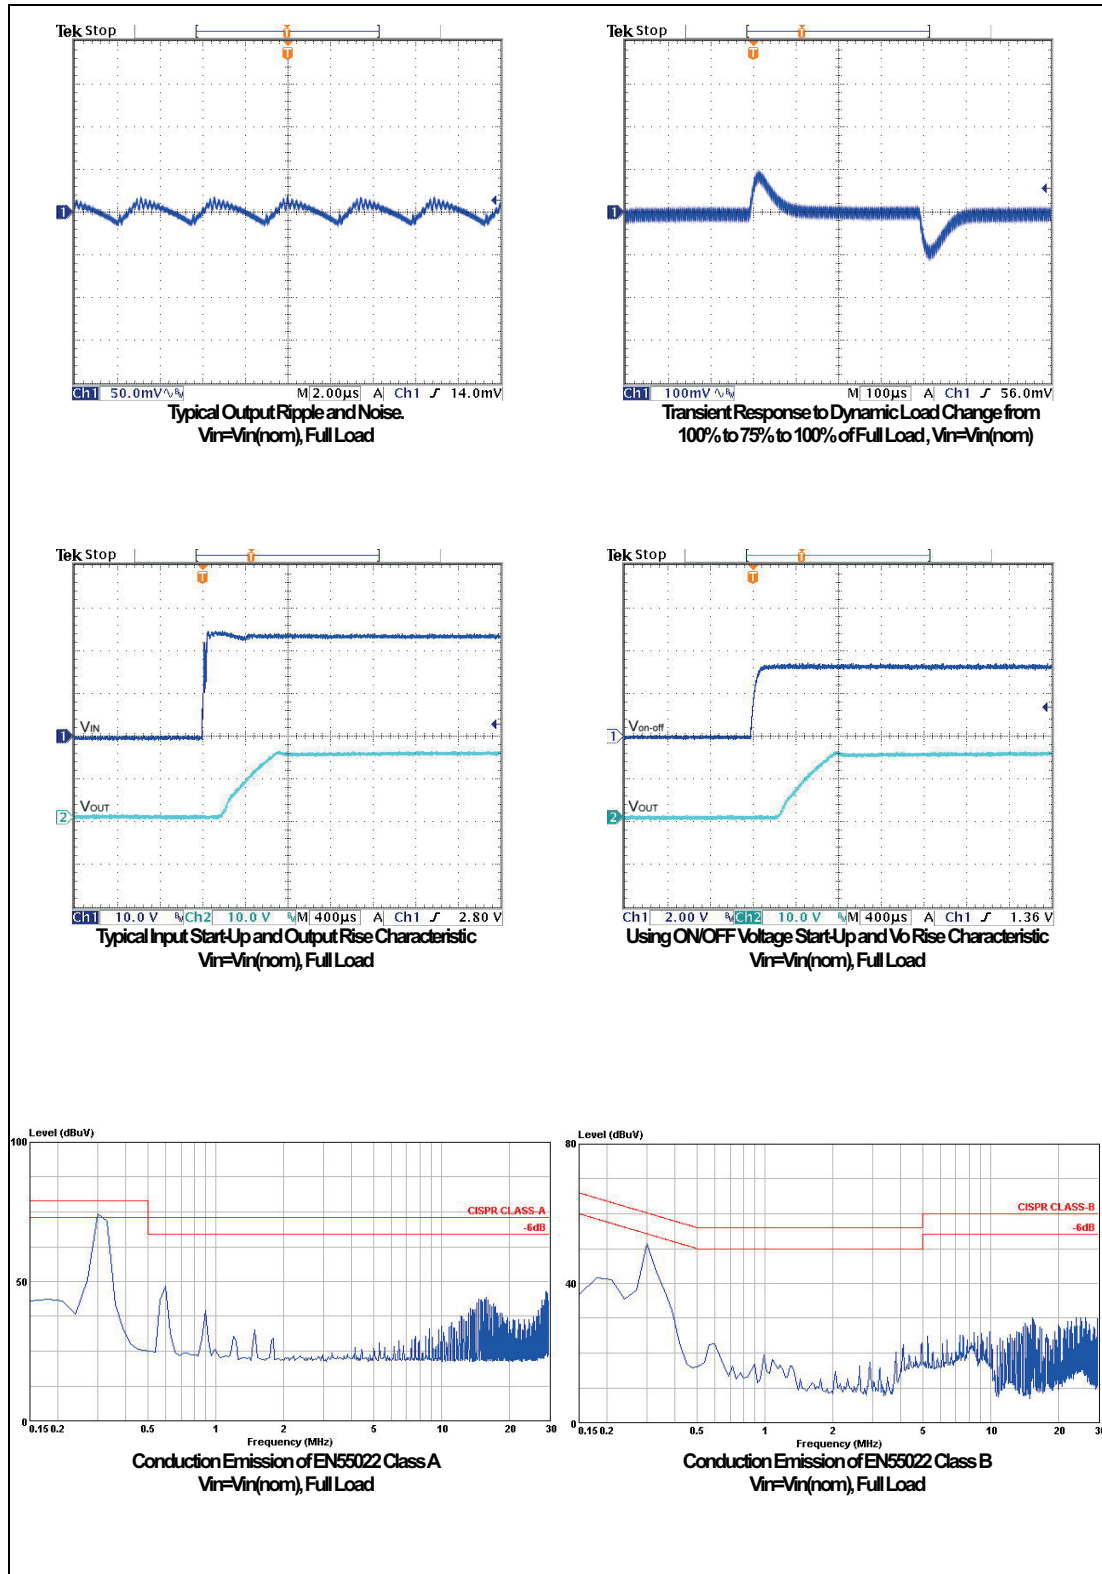 Tek Stop
T
T
1
Ch1 50.0mV M 2.00µs A Ch1 14.0mV
Typical Output Ripple and Noise.
Vin=Vin(nom), Full Load
Tek Stop
T
T
1
Ch1 100mV M 100µs A Ch1 56.0mV
Transient Response to Dynamic Load Change from
100% to 75% to 100% of Full Load , Vin=Vin(nom)
Tek Stop
T
T
VIN
1
VOUT
2
Ch1 10.0 V Ch2 10.0 V M 400µs A Ch1 2.80 V
Typical Input Start-Up and Output Rise Characteristic
Vin=Vin(nom), Full Load
Tek Stop
T
T
Von-off
1
VOUT
2
Ch1 2.00 V Ch2 10.0 V M 400µs A Ch1 1.36 V
Using ON/OFF Voltage Start-Up and Vo Rise Characteristic
Vin=Vin(nom), Full Load
Level (dBuV)
100
CISPR CLASS-A
-6dB
50
0
0.15 0.2 0.5 1 2 5 10 20 30
Frequency (MHz)
Conduction Emission of EN55022 Class A
Vin=Vin(nom), Full Load
Level (dBuV)
80
CISPR CLASS-B
-6dB
40
0
0.15 0.2 0.5 1 2 5 10 20 30
Frequency (MHz)
Conduction Emission of EN55022 Class B
Vin=Vin(nom), Full Load